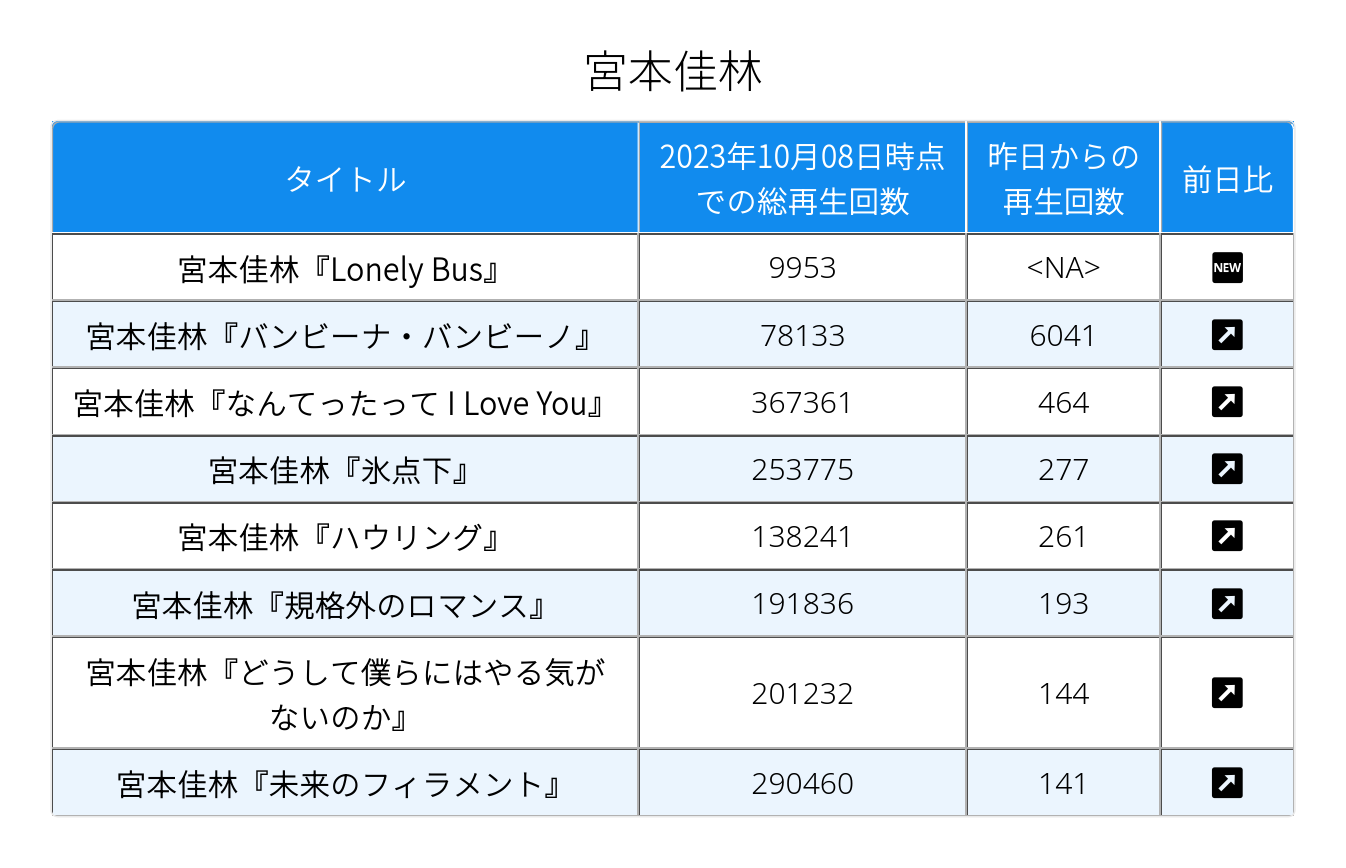 宮本佳林
タイトル
2023年10月08日時点
での総再生回数
昨日からの
再生回数
前日比
宮本佳林『Lonely Bus』
9953
<NA>
NEW
宮本佳林『バンビーナ・バンビーノ』
78133
6041
宮本佳林『なんてったって I Love You』
367361
464
宮本佳林『氷点下』
253775
277
宮本佳林『ハウリング』
138241
261
宮本佳林『規格外のロマンス』
191836
193
宮本佳林『どうして僕らにはやる気が
ないのか』
201232
144
宮本佳林『未来のフィラメント』
290460
141